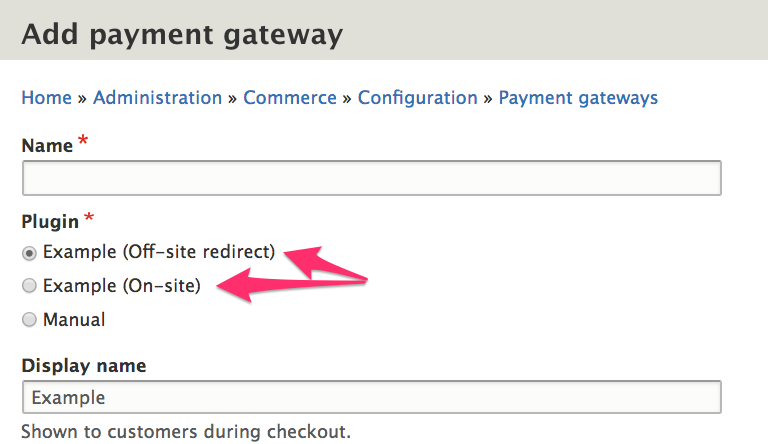 Add payment gateway
Home » Administration » Commerce » Configuration » Payment gateways
Name *
Plugin *
Example (Off-site redirect)
Example (On-site)
Manual
Display name
Example
Shown to customers during checkout.